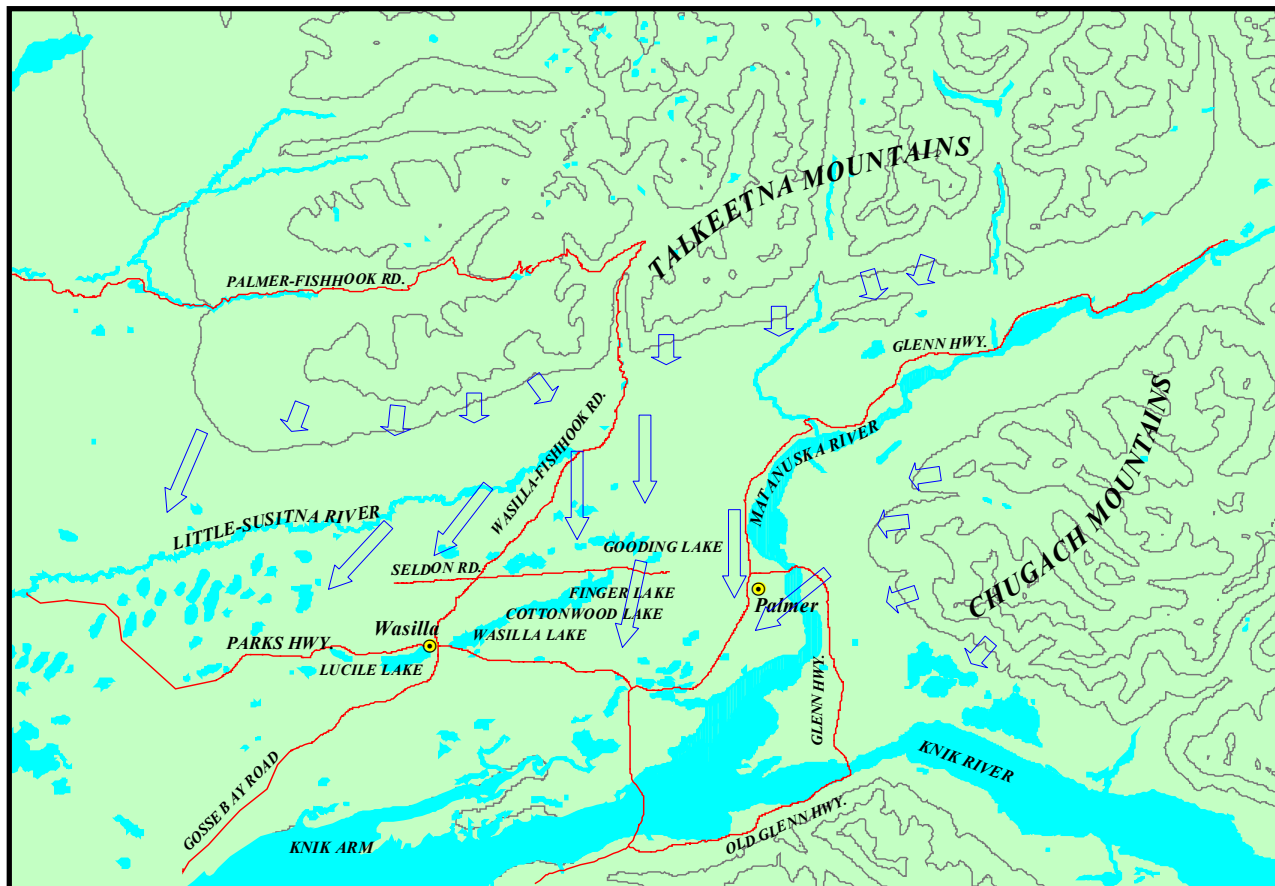 TALKEETNA MOUNTAINS
PALMER-FISHHOOK RD.
GLENN HWY.
WASILLA-FISHHOOK RD.
MATANUSKA RIVER
CHUGACH MOUNTAINS
LITTLE-SUSITNA RIVER
GOODING LAKE
SELDON RD.
FINGER LAKE
Palmer
COTTONWOOD LAKE
Wasilla
WASILLA LAKE
PARKS HWY.
LUCILE LAKE
GLENN HWY.
KNIK RIVER
GOSSE BAY ROAD
OLD GLENN HWY.
KNIK ARM